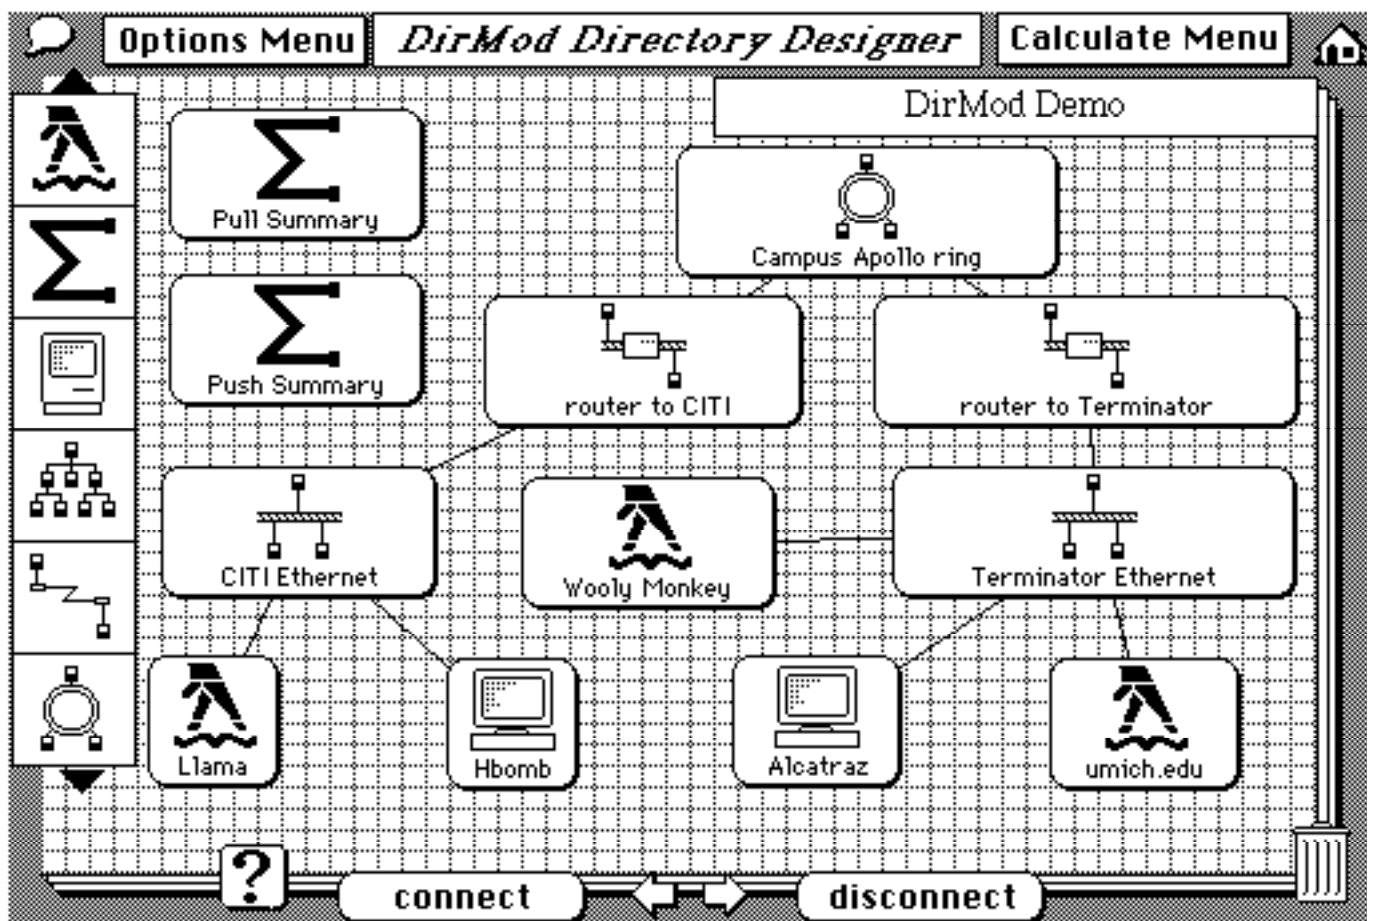 Options Menu
DirMod Directory Designer
Calculate Menu
DirMod Demo
Pull Summary
Campus Apollo ring
Push Summary
router to CITI
router to Terminator
CITI Ethernet
Wooly Monkey
Terminator Ethernet
Llama
Hbomb
Alcatraz
umich.edu
?
connect
disconnect